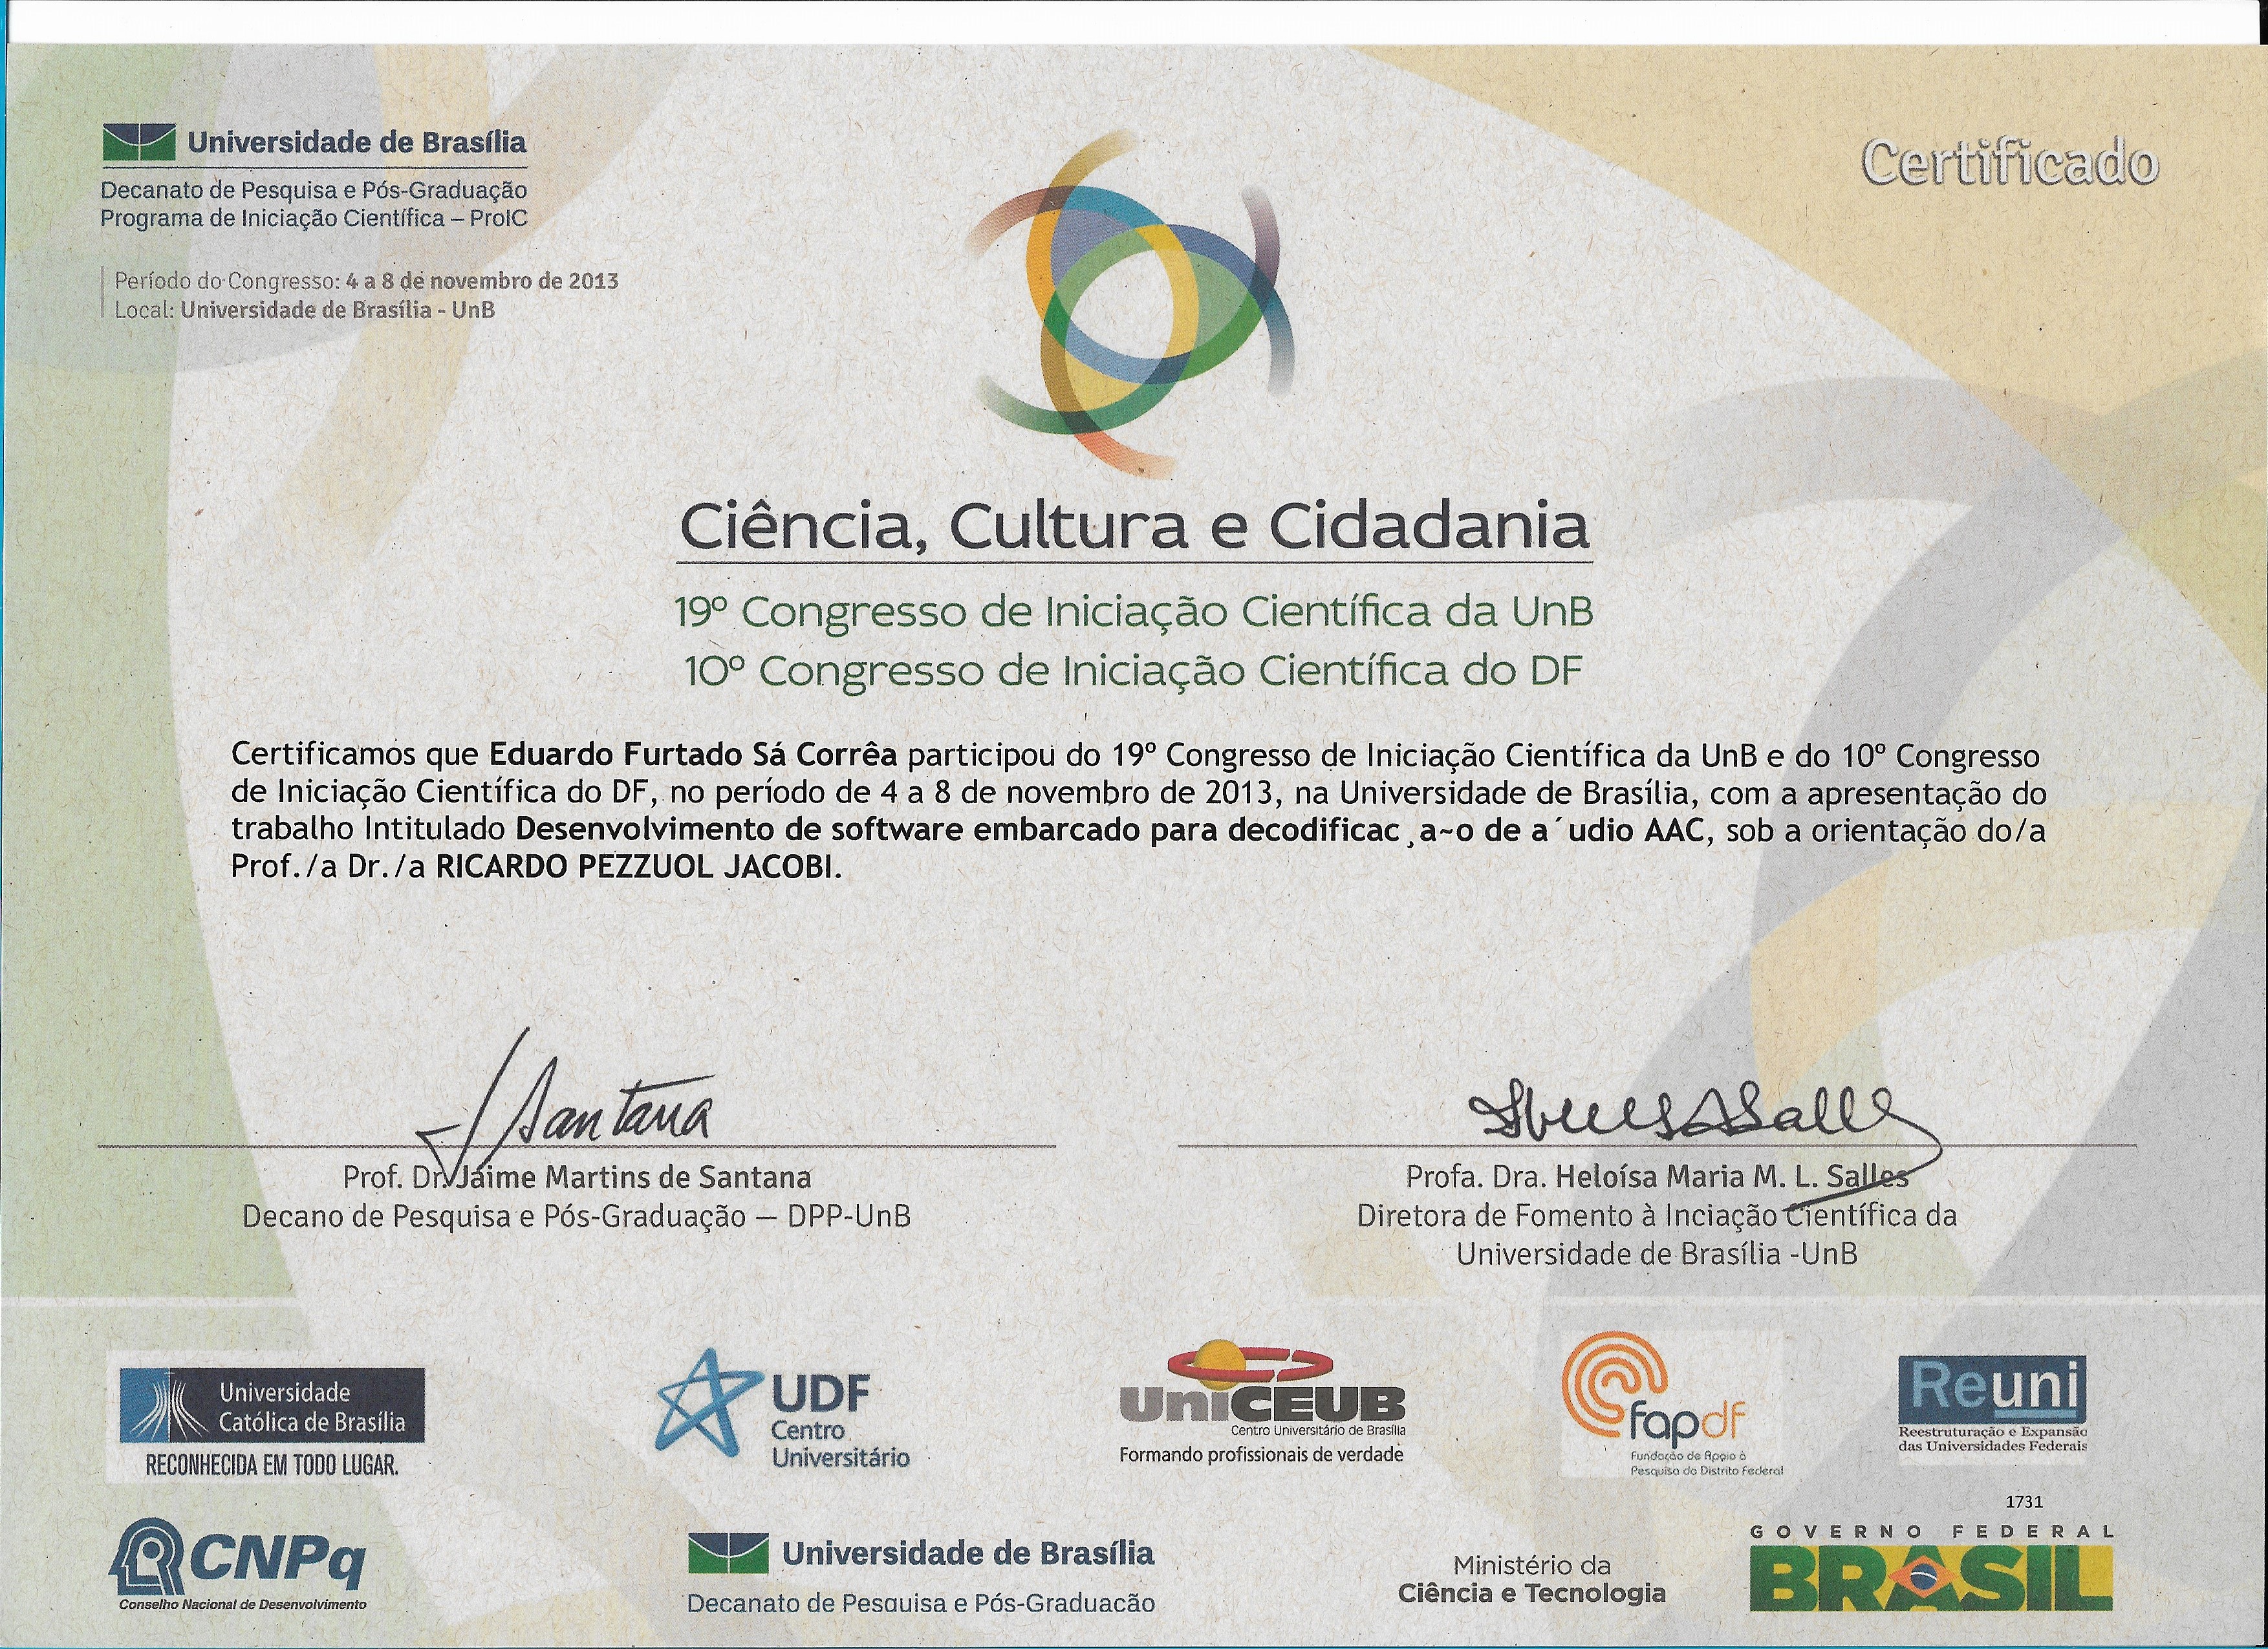 Universidade de Brasília
Decanato de Pesquisa e Pós-Graduação
Programa de Iniciação Científica – ProIC
Período do Congresso: 4 a 8 de novembro de 2013
Local: Universidade de Brasília - UnB
Certificado
Ciência, Cultura e Cidadania
19º Congresso de Iniciação Científica da UnB
10º Congresso de Iniciação Científica do DF
Certificamos que Eduardo Furtado Sá Corrêa participou do 19º Congresso de Iniciação Científica da UnB e do 10º Congresso
de Iniciação Científica do DF, no período de 4 a 8 de novembro de 2013, na Universidade de Brasília, com a apresentação do
trabalho Intitulado Desenvolvimento de software embarcado para decodificac¸a~o de a´udio AAC, sob a orientação do/a
Prof./a Dr./a RICARDO PEZZUOL JACOBI.
Santana
Prof. Dr. Jaime Martins de Santana
Decano de Pesquisa e Pós-Graduação – DPP-UnB
Salles
Profa. Dra. Heloísa Maria M. L. Salles
Diretora de Fomento à Inciação Científica da
Universidade de Brasília -UnB
Universidade
Católica de Brasília
RECONHECIDA EM TODO LUGAR.
UDF
Centro
Universitário
UniCEUB
Centro Universitário de Brasília
Formando profissionais de verdade
fapdf
Fundação de Apoio à
Pesquisa do Distrito Federal
Reuni
Reestruturação e Expansão
das Universidades Federais
CNPq
Conselho Nacional de Desenvolvimento
Universidade de Brasília
Decanato de Pesquisa e Pós-Graduação
Ministério da
Ciência e Tecnologia
1731
GOVERNO FEDERAL
BRASIL